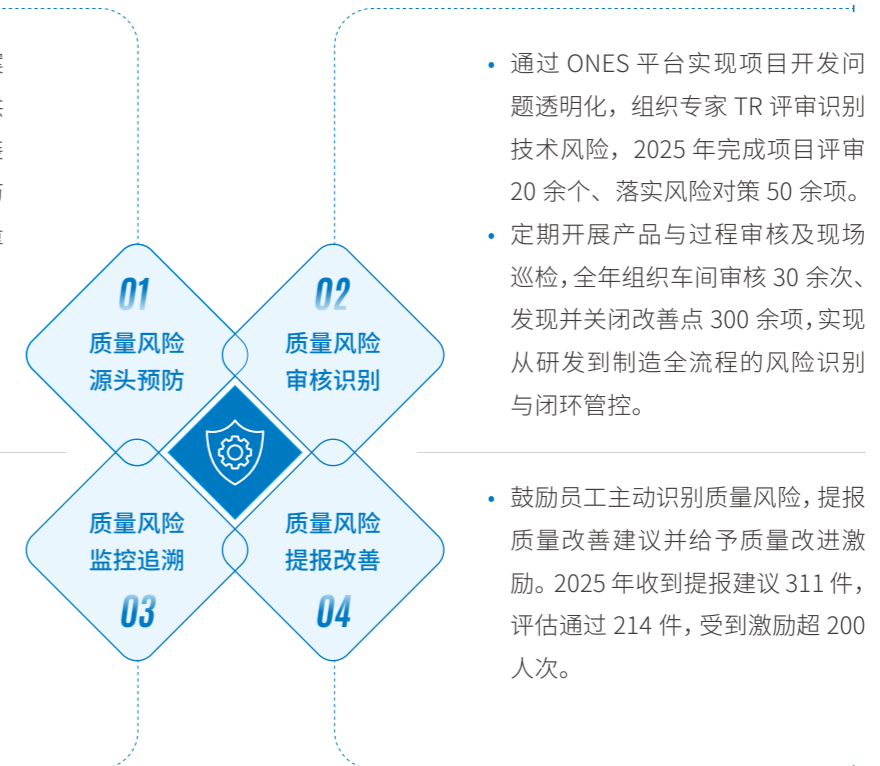 • 通过 ONES 平台实现项目开发问
题透明化，组织专家 TR 评审识别
技术风险，2025 年完成项目评审
20 余个、落实风险对策 50 余项。
• 定期开展产品与过程审核及现场
巡检，全年组织车间审核 30 余次、
发现并关闭改善点 300 余项，实现
从研发到制造全流程的风险识别
与闭环管控。
01
质量风险
源头预防
02
质量风险
审核识别
质量风险
监控追溯
03
质量风险
提报改善
04
• 鼓励员工主动识别质量风险，提报
质量改善建议并给予质量改进激
励。2025 年收到提报建议 311 件，
评估通过 214 件，受到激励超 200
人次。